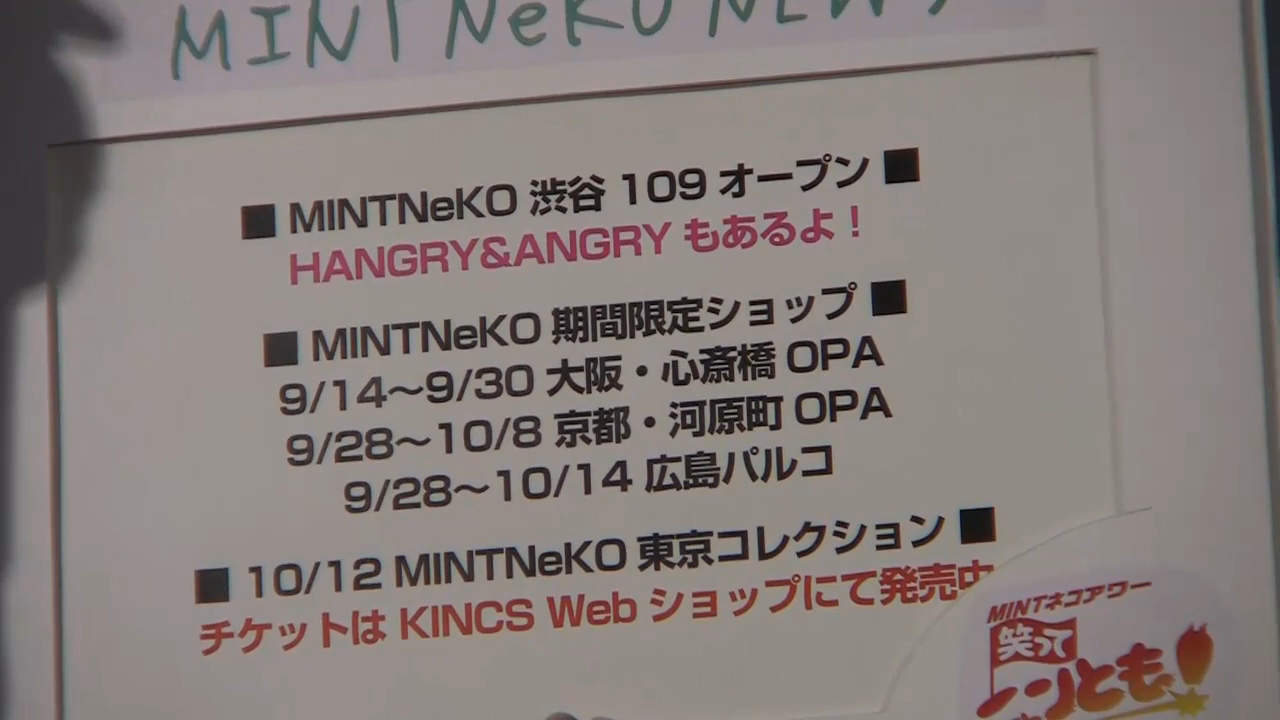 MINTNeKO NEWS
■ MINTNeKO 渋谷 109 オープン ■
HANGRY&ANGRY もあるよ！
■ MINTNeKO 期間限定ショップ ■
9/14～9/30 大阪・心斎橋 OPA
9/28～10/8 京都・河原町 OPA
9/28～10/14 広島パルコ
■ 10/12 MINTNeKO 東京コレクション ■
チケットは KINCS Web ショップにて発売中
MINTネコアワー
笑って
いいとも!